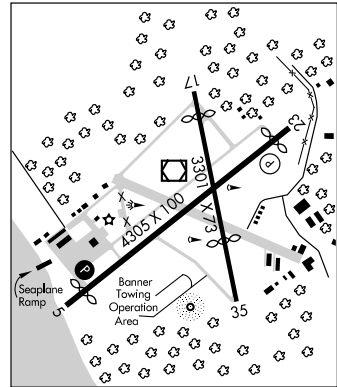 17
23
P
3301 X 73
4305 X 100
X
X
P
Seaplane
Ramp
Banner
Towing
Operation
Area
5
35